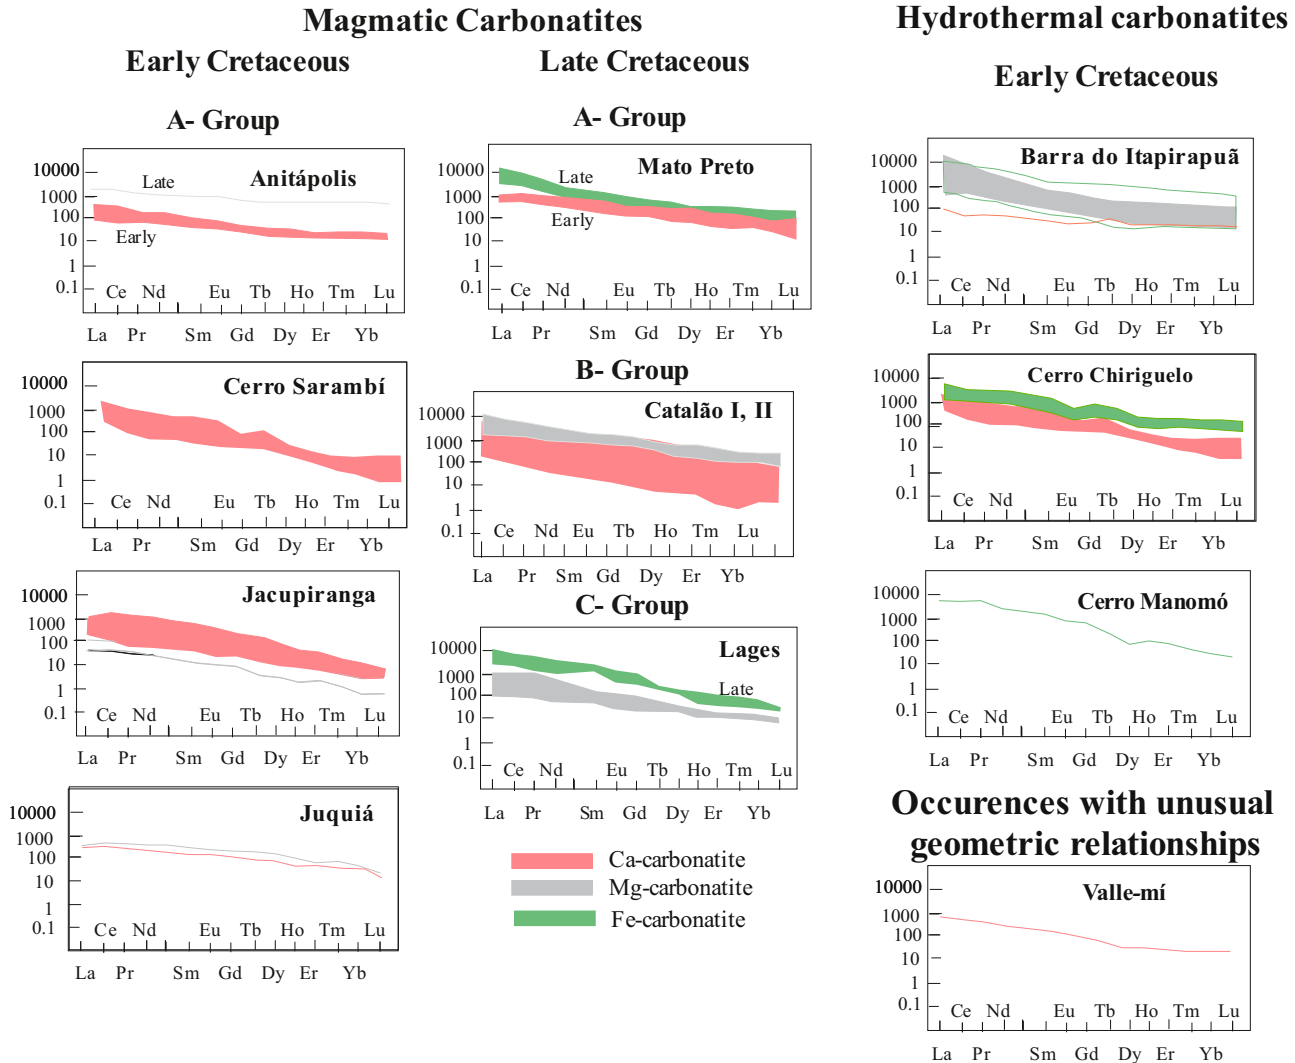 Magmatic Carbonatites
Early Cretaceous
Late Cretaceous
A- Group
Anitápolis
Late
Early
10000
1000
100
10
1
0.1
Ce Nd Eu Tb Ho Tm Lu
La Pr Sm Gd Dy Er Yb
Cerro Sarambí
10000
1000
100
10
1
0.1
Ce Nd Eu Tb Ho Tm Lu
La Pr Sm Gd Dy Er Yb
Jacupiranga
10000
1000
100
10
1
0.1
Ce Nd Eu Tb Ho Tm Lu
La Pr Sm Gd Dy Er Yb
Juquiá
10000
1000
100
10
1
0.1
Ce Nd Eu Tb Ho Tm Lu
La Pr Sm Gd Dy Er Yb
A- Group
Mato Preto
Late
Early
10000
1000
100
10
1
0.1
Ce Nd Eu Tb Ho Tm Lu
La Pr Sm Gd Dy Er Yb
B- Group
Catalão I, II
10000
1000
100
10
1
0.1
Ce Nd Eu Tb Ho Tm Lu
La Pr Sm Gd Dy Er Yb
C- Group
Lages
Late
10000
1000
100
10
1
0.1
Ce Nd Eu Tb Ho Tm Lu
La Pr Sm Gd Dy Er Yb
Ca-carbonatite
Mg-carbonatite
Fe-carbonatite
Hydrothermal carbonatites
Early Cretaceous
Barra do Itapirapuã
10000
1000
100
10
1
0.1
Ce Nd Eu Tb Ho Tm Lu
La Pr Sm Gd Dy Er Yb
Cerro Chiriguelo
10000
1000
100
10
1
0.1
Ce Nd Eu Tb Ho Tm Lu
La Pr Sm Gd Dy Er Yb
Cerro Manomó
10000
1000
100
10
1
0.1
Ce Nd Eu Tb Ho Tm Lu
La Pr Sm Gd Dy Er Yb
Occurences with unusual
geometric relationships
Valle-mí
10000
1000
100
10
1
0.1
Ce Nd Eu Tb Ho Tm Lu
La Pr Sm Gd Dy Er Yb